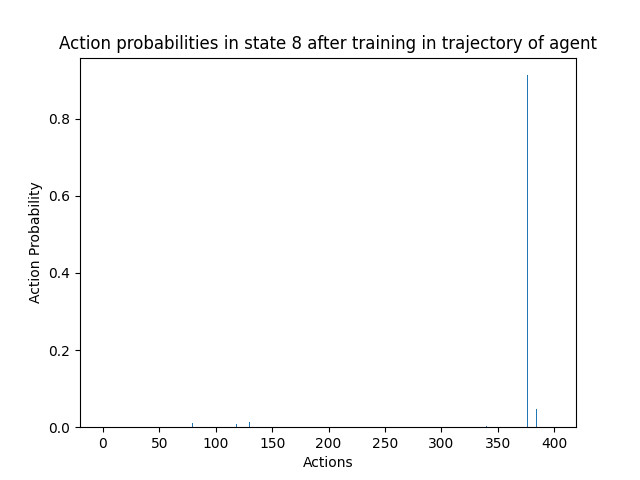 Action probabilities in state 8 after training in trajectory of agent
0.8
0.6
0.4
0.2
0.0
Action Probability
0 50 100 150 200 250 300 350 400
Actions